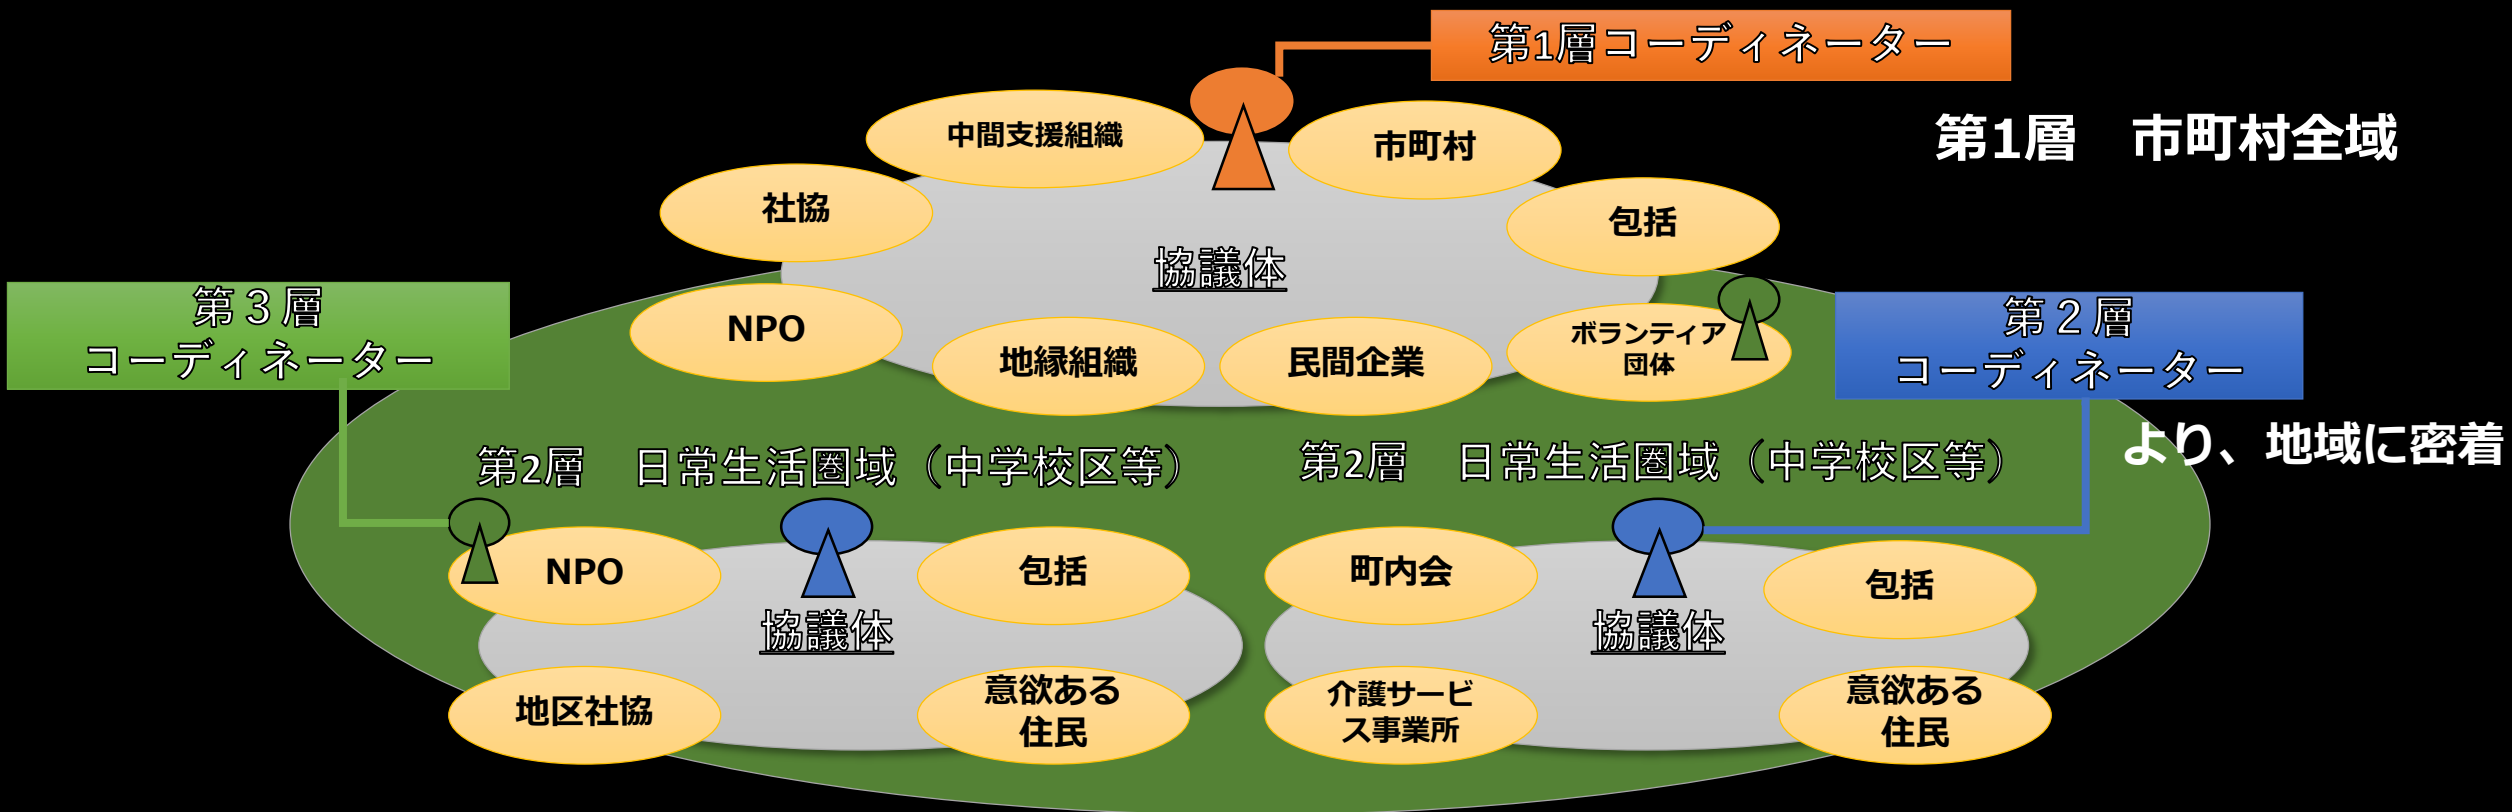 第1層コーディネーター
第1層　市町村全域
中間支援組織
市町村
社協
包括
協議体
NPO
地縁組織
民間企業
ボランティア
団体
第３層
コーディネーター
第２層
コーディネーター
より、地域に密着
第2層　日常生活圏域（中学校区等）
第2層　日常生活圏域（中学校区等）
NPO
包括
協議体
地区社協
意欲ある
住民
町内会
包括
協議体
介護サービ
ス事業所
意欲ある
住民